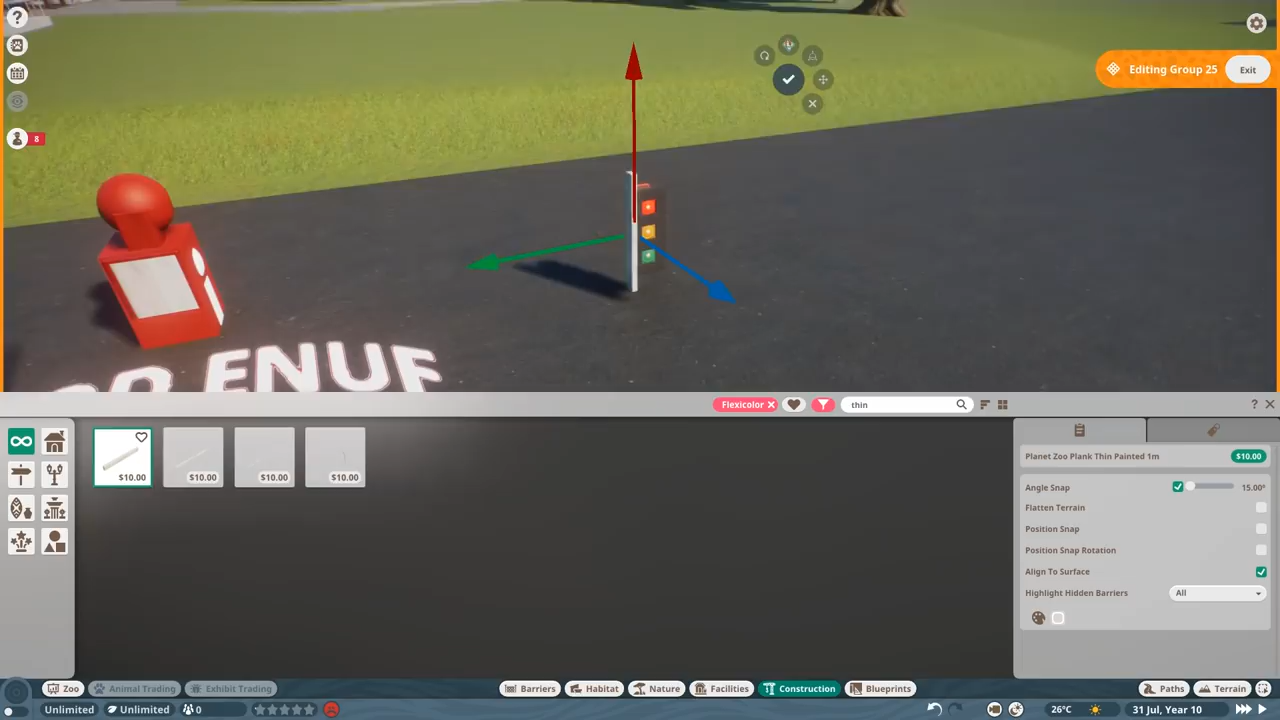 Editing Group 25
Exit
8
ENUF
Flexicolor
thin
?
$10.00
$10.00
$10.00
$10.00
Planet Zoo Plank Thin Painted 1m
$10.00
Angle Snap
15.00°
Flatten Terrain
Position Snap
Position Snap Rotation
Align To Surface
Highlight Hidden Barriers
All
Zoo
Animal Trading
Exhibit Trading
Barriers
Habitat
Nature
Facilities
Construction
Blueprints
Paths
Terrain
Unlimited
Unlimited
0
26°C
31 Jul, Year 10